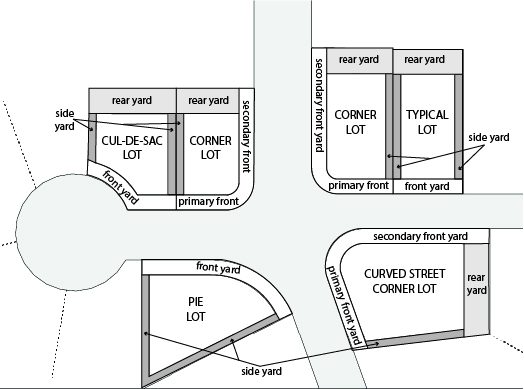 rear yard
rear yard
secondary front
side
yard
CUL-DE-SAC
LOT
CORNER
LOT
front yard
primary front
rear yard
rear yard
secondary front yard
CORNER
LOT
TYPICAL
LOT
side yard
primary front
front yard
front yard
PIE
LOT
side yard
secondary front yard
primary front yard
CURVED STREET
CORNER LOT
rear
yard